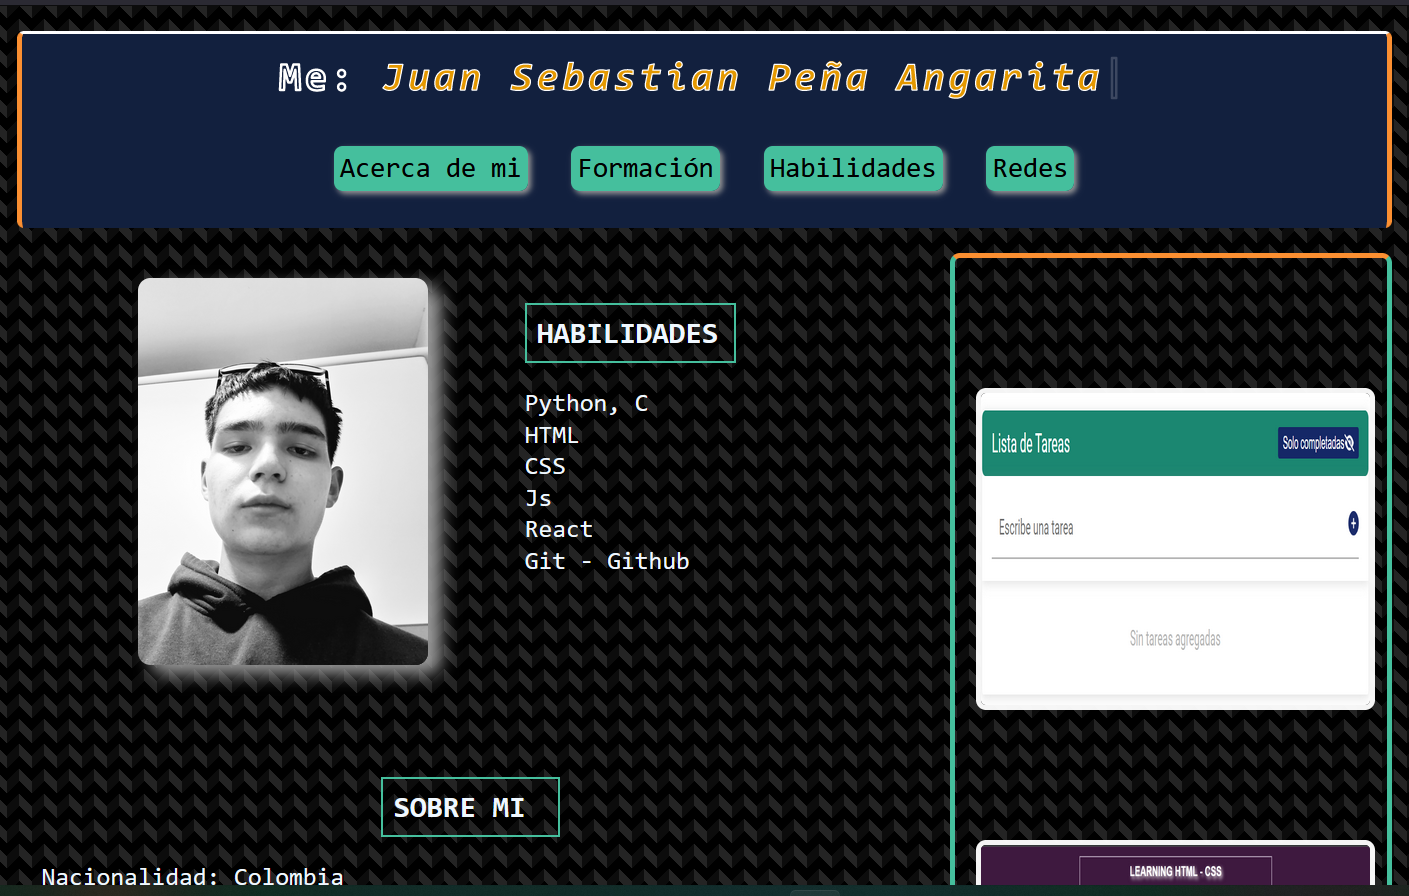 Me: Juan Sebastian Peña Angarita
Acerca de mi
Formación
Habilidades
Redes
HABILIDADES
Python, C
HTML
CSS
Js
React
Git - Github
SOBRE MI
Nacionalidad: Colombia
Lista de Tareas
Solo completadas
Escribe una tarea
Sin tareas agregadas
LEARNING HTML - CSS